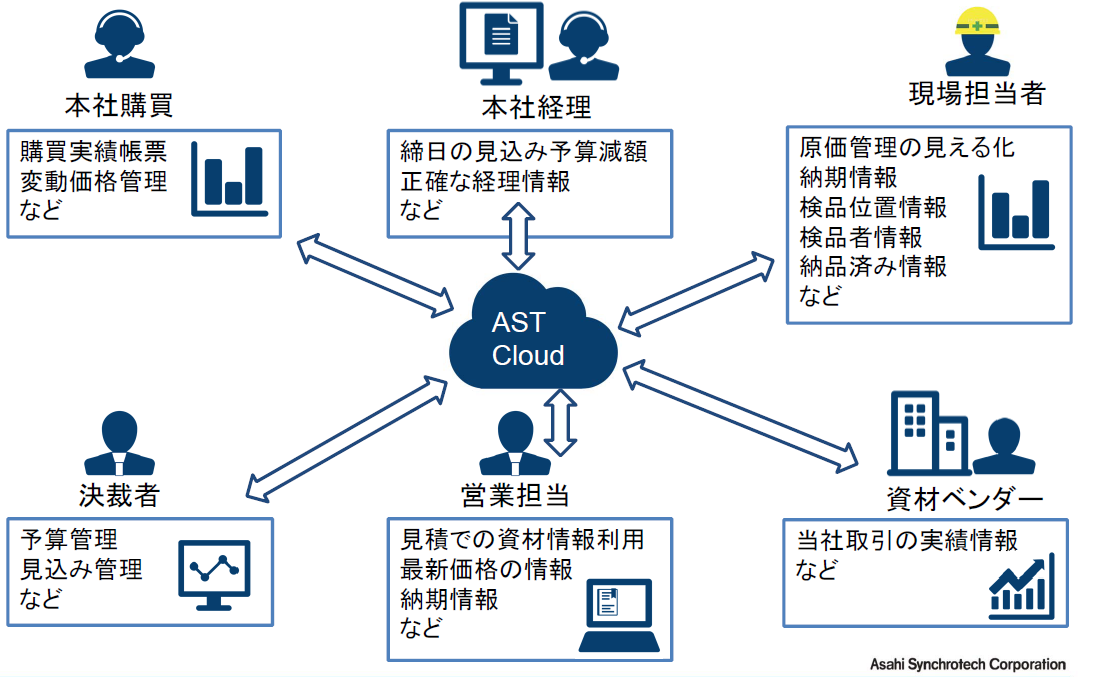 本社購買
購買実績帳票
変動価格管理
など
本社経理
締日の見込み予算減額
正確な経理情報
など
現場担当者
原価管理の見える化
納期情報
検品位置情報
検品者情報
納品済み情報
など
AST
Cloud
決裁者
予算管理
見込み管理
など
営業担当
見積での資材情報利用
最新価格の情報
納期情報
など
資材ベンダー
当社取引の実績情報
など
Asahi Synchrotech Corporation